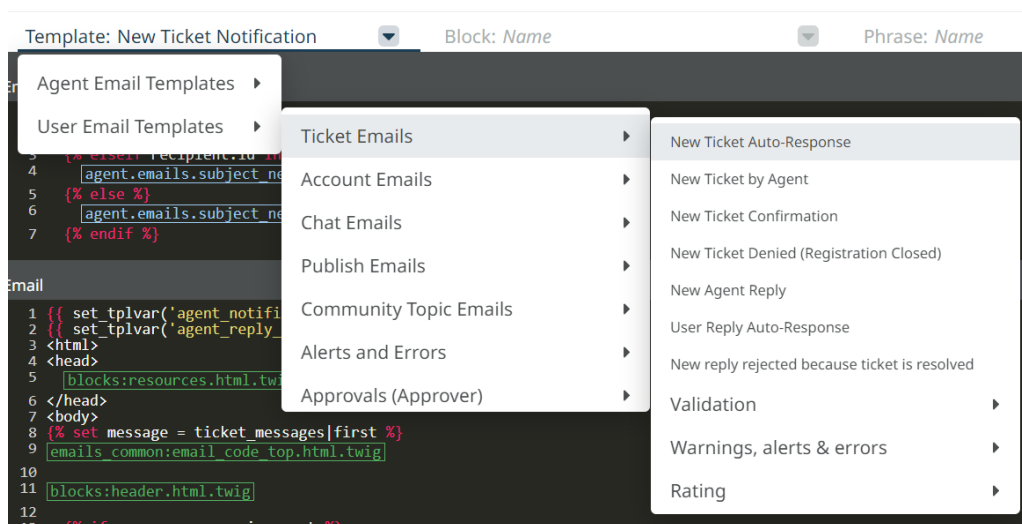 Template: New Ticket Notification
Block: Name
Phrase: Name
Agent Email Templates
User Email Templates
Ticket Emails
Account Emails
Chat Emails
Publish Emails
Community Topic Emails
Alerts and Errors
Approvals (Approver)
New Ticket Auto-Response
New Ticket by Agent
New Ticket Confirmation
New Ticket Denied (Registration Closed)
New Agent Reply
User Reply Auto-Response
New reply rejected because ticket is resolved
Validation
Warnings, alerts & errors
Rating
3 {% elseif recipient.id in
4 agent.emails.subject_ne
5 {% else %}
6 agent.emails.subject_ne
7 {% endif %}
Email
1 {{ set_tplvar('agent_notifi
2 {{ set_tplvar('agent_reply_
3 <html>
4 <head>
5 blocks:resources.html.twi
6 </head>
7 <body>
8 {% set message = ticket_messages|first %}
9 emails_common:email_code_top.html.twig
10
11 blocks:header.html.twig
12